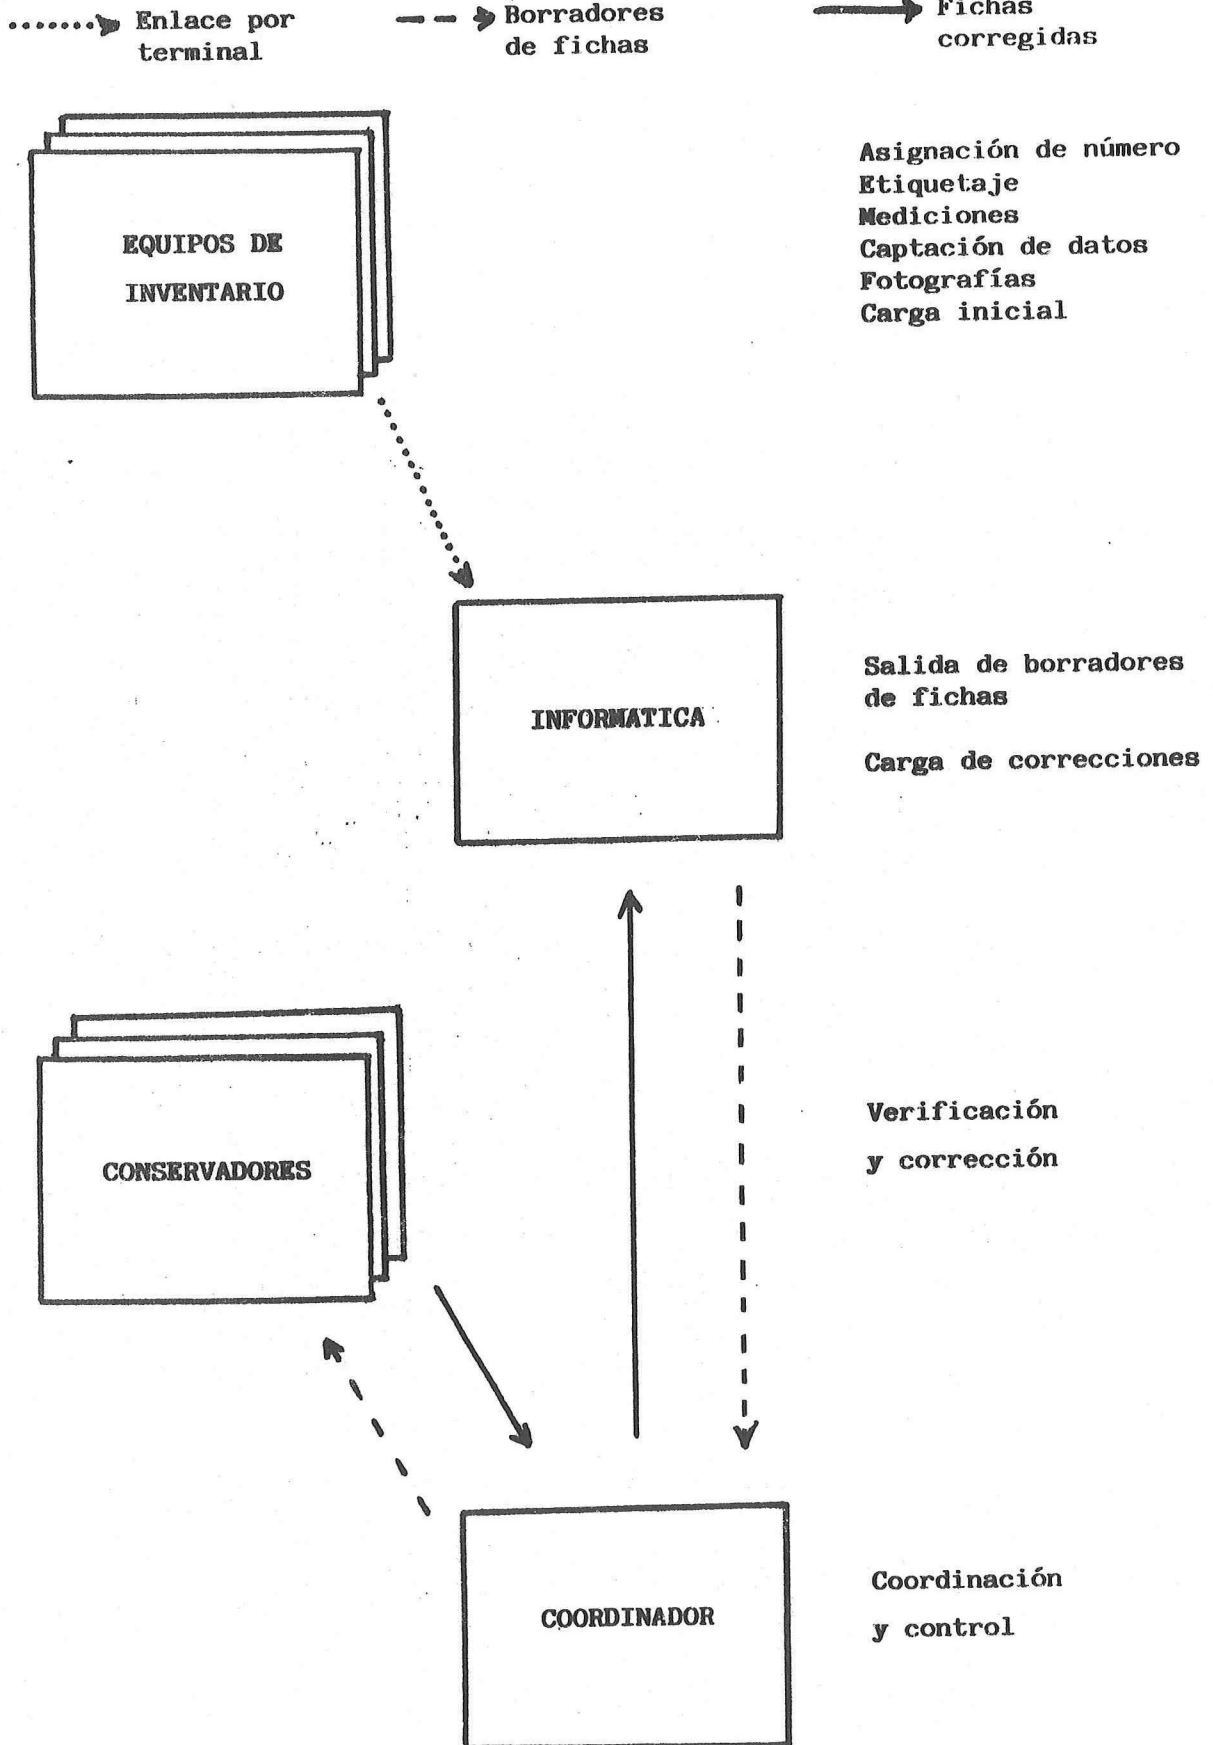 Enlace por
terminal
Borradores
de fichas
Fichas
corregidas
EQUIPOS DE
INVENTARIO
Asignación de número
Etiquetaje
Mediciones
Captación de datos
Fotografías
Carga inicial
INFORMATICA
Salida de borradores
de fichas
Carga de correcciones
CONSERVADORES
Verificación
y corrección
COORDINADOR
Coordinación
y control